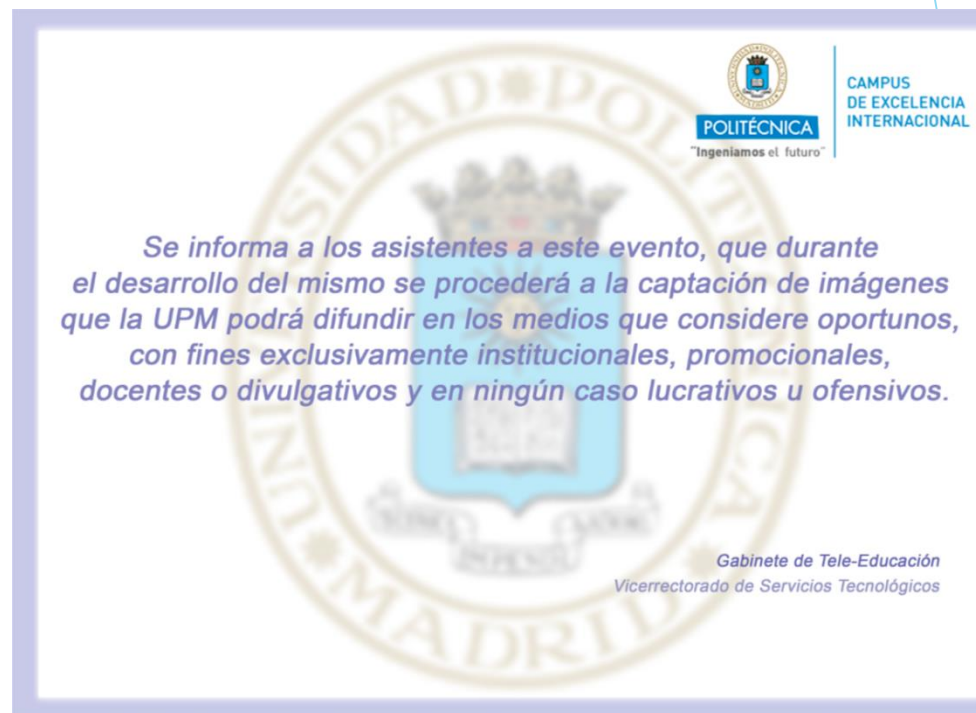 POLITÉCNICA
"Ingeniamos el futuro"
CAMPUS
DE EXCELENCIA
INTERNACIONAL
Se informa a los asistentes a este evento, que durante
el desarrollo del mismo se procederá a la captación de imágenes
que la UPM podrá difundir en los medios que considere oportunos,
con fines exclusivamente institucionales, promocionales,
docentes o divulgativos y en ningún caso lucrativos u ofensivos.
Gabinete de Tele-Educación
Vicerrectorado de Servicios Tecnológicos
UNIVERSIDAD POLITECNICA
MADRID